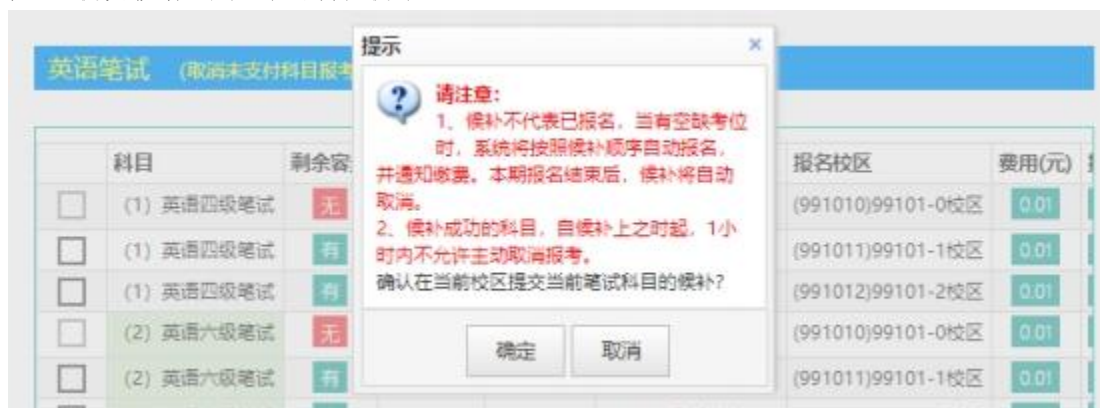 提示
英语笔试 (取消未支付科目报考
请注意：
1、候补不代表已报名，当有空缺考位
时，系统将按照候补顺序自动报名，
并通知缴费。本期报名结束后，候补将自动
取消。
2、候补成功的科目，自候补上之时起，1小
时内不允许主动取消报考。
确认在当前校区提交当前笔试科目的候补?
确定 取消
科目 剩余容 报名校区 费用(元)
(1) 英语四级笔试 无 (991010)99101-0校区 0.01
(1) 英语四级笔试 有 (991011)99101-1校区 0.01
(1) 英语四级笔试 有 (991012)99101-2校区 0.01
(2) 英语六级笔试 无 (991010)99101-0校区 0.01
(2) 英语六级笔试 有 (991011)99101-1校区 0.01